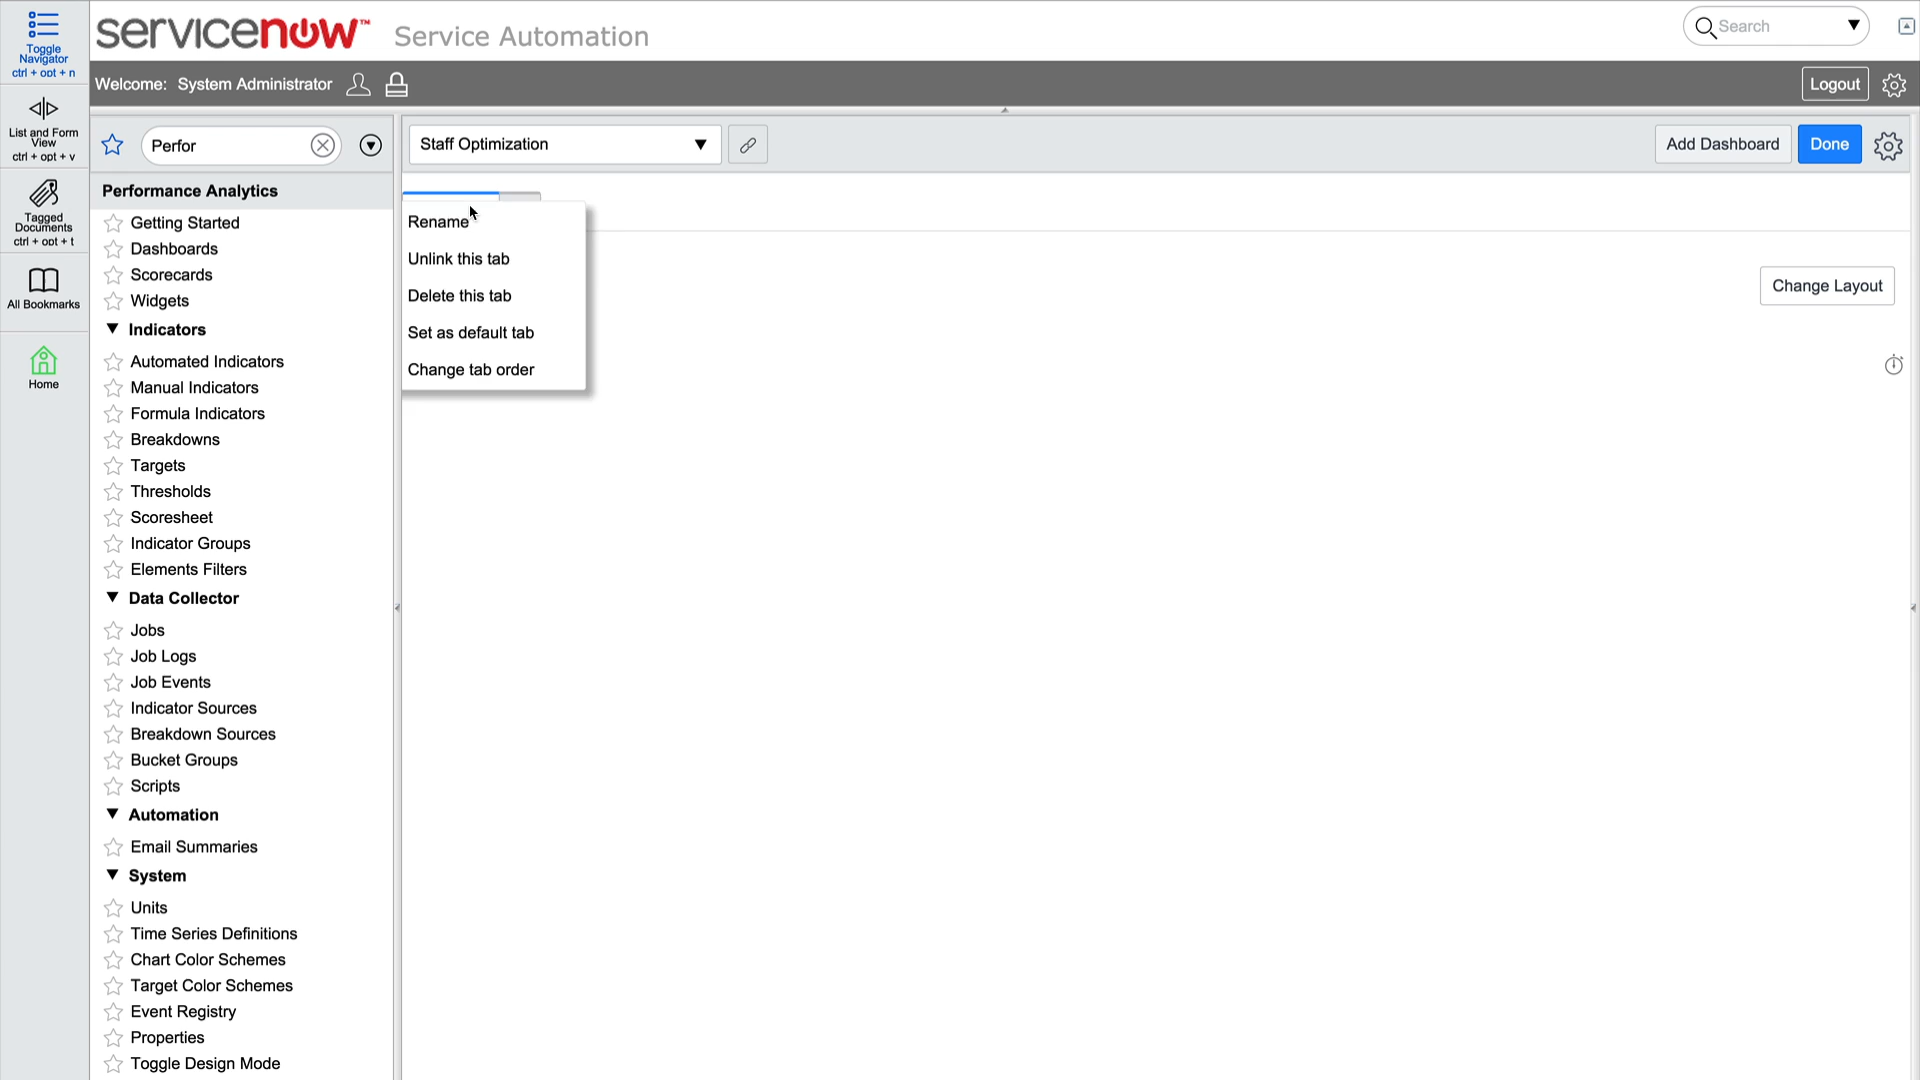 servicenow™ Service Automation
Search
Toggle
Navigator
ctrl + opt + n
Welcome: System Administrator
Logout
List and Form
View
ctrl + opt + v
Tagged
Documents
ctrl + opt + t
All Bookmarks
Home
Perfor
Performance Analytics
Getting Started
Dashboards
Scorecards
Widgets
Indicators
Automated Indicators
Manual Indicators
Formula Indicators
Breakdowns
Targets
Thresholds
Scoresheet
Indicator Groups
Elements Filters
Data Collector
Jobs
Job Logs
Job Events
Indicator Sources
Breakdown Sources
Bucket Groups
Scripts
Automation
Email Summaries
System
Units
Time Series Definitions
Chart Color Schemes
Target Color Schemes
Event Registry
Properties
Toggle Design Mode
Staff Optimization
Add Dashboard
Done
Rename
Unlink this tab
Delete this tab
Set as default tab
Change tab order
Change Layout